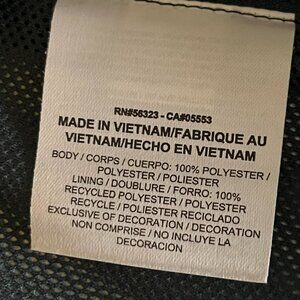 RN#56323 - CA#05553
MADE IN VIETNAM/FABRIQUE AU
VIETNAM/HECHO EN VIETNAM
BODY / CORPS / CUERPO: 100% POLYESTER /
POLYESTER / POLIESTER
LINING / DOUBLURE / FORRO: 100%
RECYCLED POLYESTER / POLYESTER
RECYCLE / POLIESTER RECICLADO
EXCLUSIVE OF DECORATION / DECORATION
NON COMPRISE / NO INCLUYE LA
DECORACION